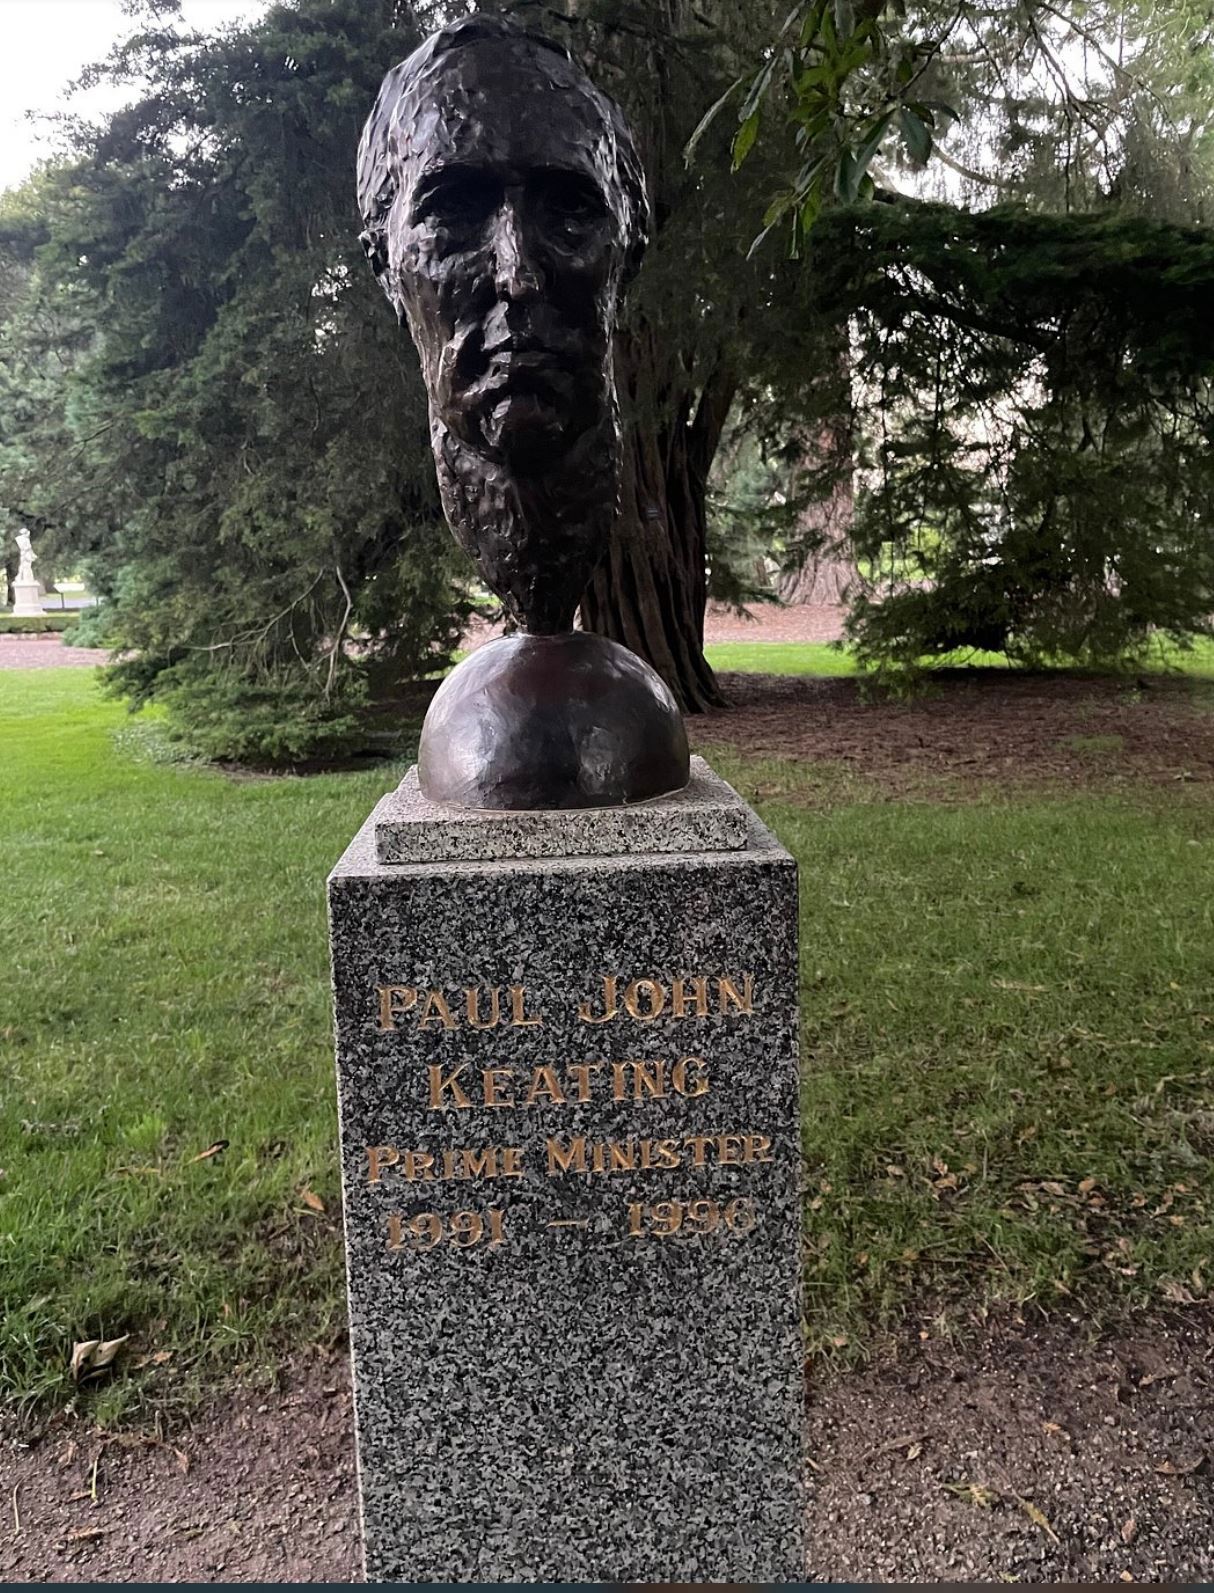 PAUL JOHN
KEATING
PRIME MINISTER
1991 – 1996